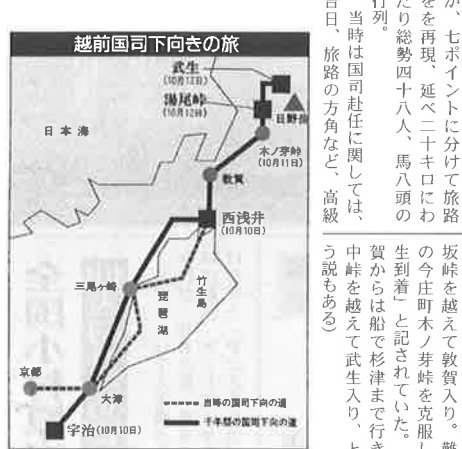 が、七ポイントに分けて旅路
をを再現、延べ二十キロにわ
たり総勢四十八人、馬八頭の
行列。
当時は国司赴任に関しては、
吉日、旅路の方角など、高級
坂峠を越えて敦賀入り。難
の今庄町木ノ芽峠を克服し
生到着」と記されていた。
賀からは船で杉津まで行き
中峠を越えて武生入り、と
う説もある)
越前国司下向きの旅
武生
(10月12日)
湯尾峠
(10月12日)
日野岳
木ノ芽峠
(10月11日)
敦賀
日本海
西浅井
(10月10日)
竹生島
琵琶湖
三尾ヶ崎
京都
大津
宇治(10月10日)
当時の国司下向の道
千年祭の国司下向の道